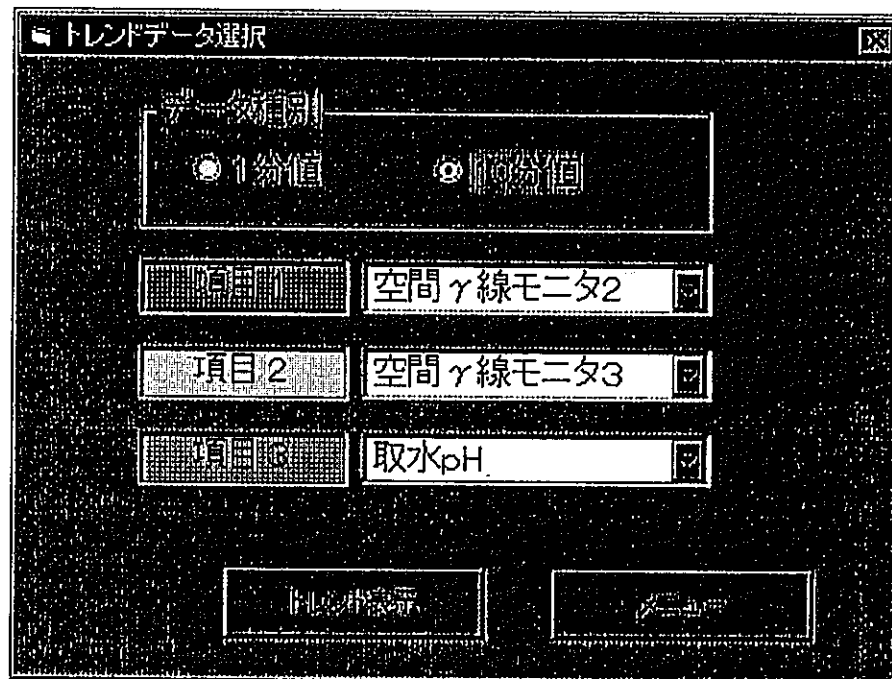 トレンドデータ選択
データ種別
1分値 10分値
項目 1 空間γ線モニタ2
項目 2 空間γ線モニタ3
項目 3 取水pH
トレンド表示 メニュー